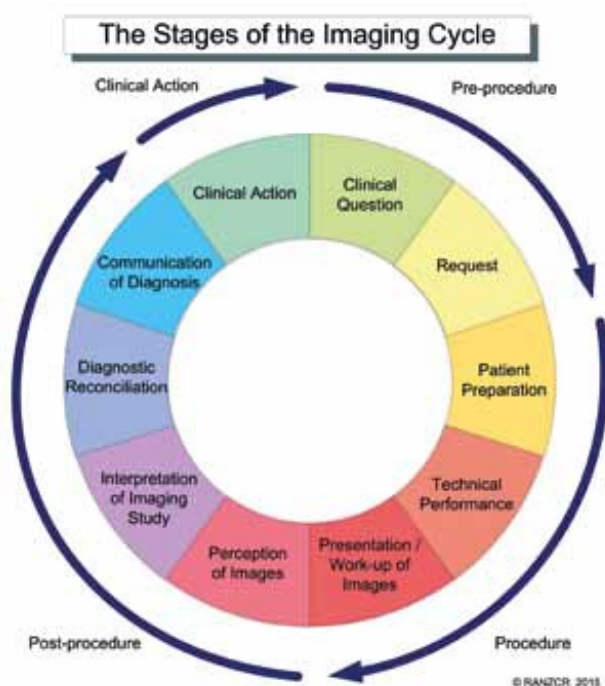 The Stages of the Imaging Cycle
Clinical Action
Pre-procedure
Clinical Action
Clinical
Question
Request
Patient
Preparation
Technical
Performance
Presentation /
Work-up of
Images
Perception
of Images
Interpretation
of Imaging
Study
Diagnostic
Reconciliation
Communication
of Diagnosis
Post-procedure
Procedure
© RANZCR 2015